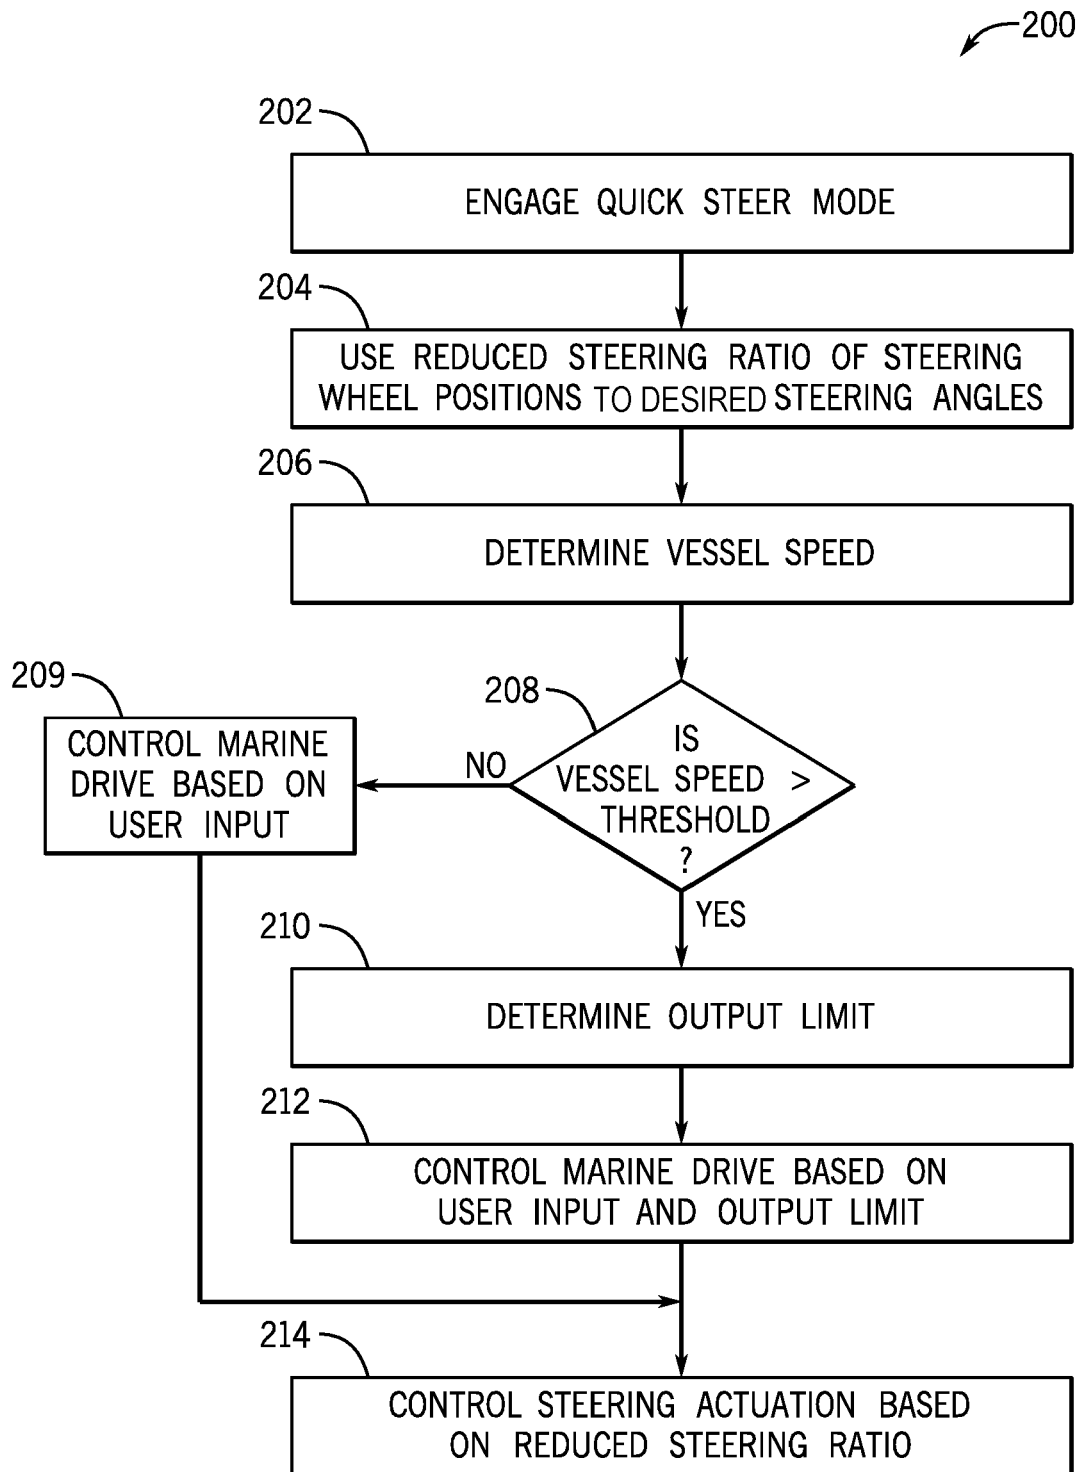 200
202
ENGAGE QUICK STEER MODE
204
USE REDUCED STEERING RATIO OF STEERING
WHEEL POSITIONS TO DESIRED STEERING ANGLES
206
DETERMINE VESSEL SPEED
208
IS
VESSEL SPEED >
THRESHOLD
?
NO
209
CONTROL MARINE
DRIVE BASED ON
USER INPUT
YES
210
DETERMINE OUTPUT LIMIT
212
CONTROL MARINE DRIVE BASED ON
USER INPUT AND OUTPUT LIMIT
214
CONTROL STEERING ACTUATION BASED
ON REDUCED STEERING RATIO